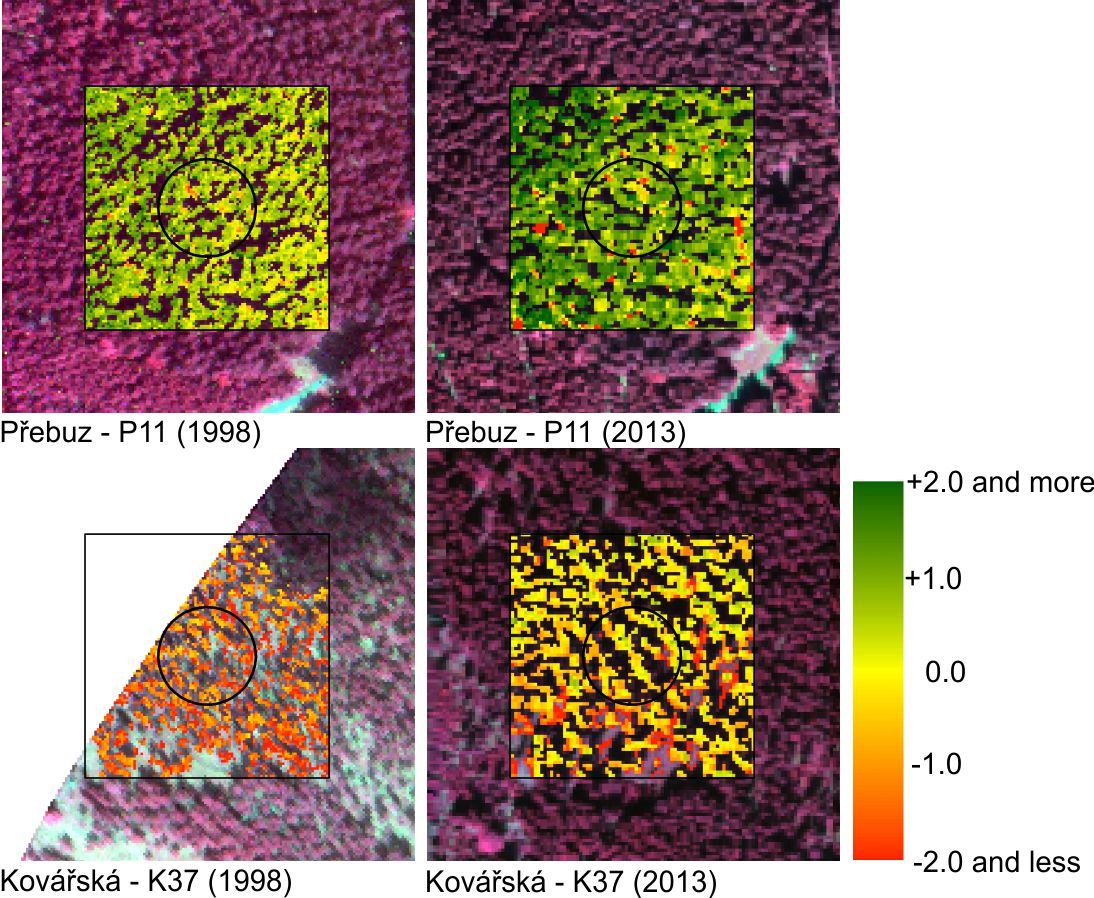 Přebuz - P11 (1998)
Přebuz - P11 (2013)
+2.0 and more
+1.0
0.0
-1.0
-2.0 and less
Kovářská - K37 (1998)
Kovářská - K37 (2013)